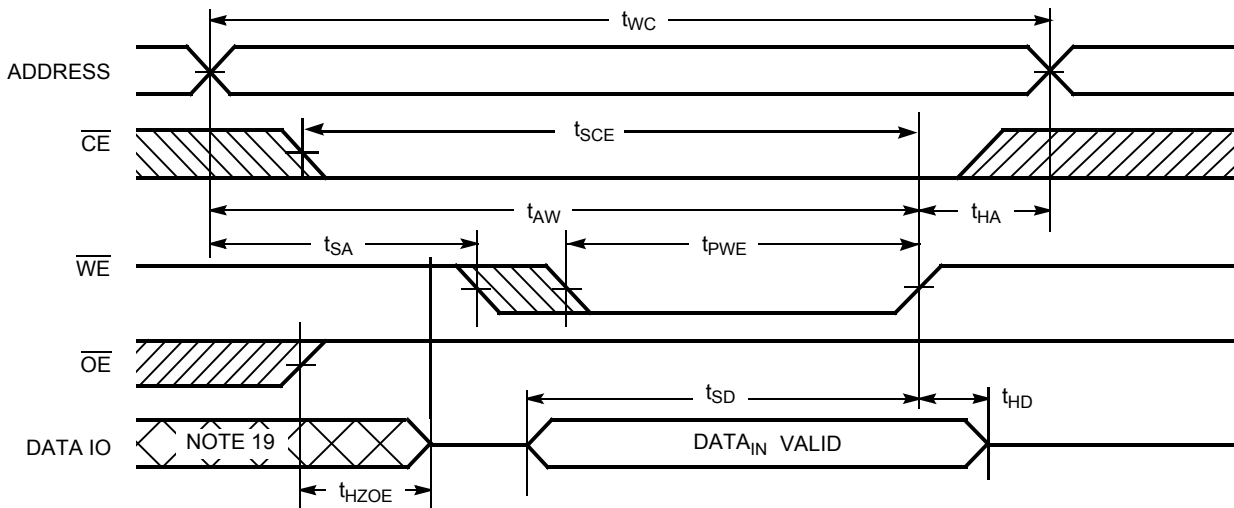 tWC
ADDRESS
CE
tSCE
tAW
tHA
tSA
tPWE
WE
OE
tSD
tHD
DATA IO
NOTE 19
DATAIN VALID
tHZOE